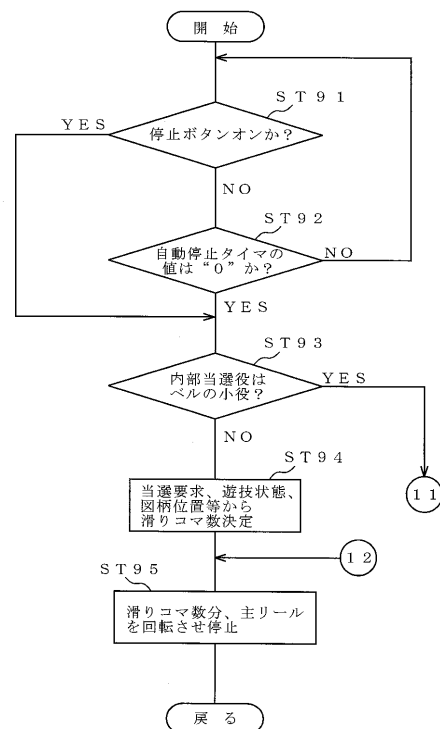 開　始
ST91
YES
停止ボタンオンか？
NO
ST92
自動停止タイマの
値は“0”か？
NO
YES
ST93
内部当選役は
ベルの小役？
YES
NO
ST94
当選要求、遊技状態、
図柄位置等から
滑りコマ数決定
11
12
ST95
滑りコマ数分、主リール
を回転させ停止
戻　る